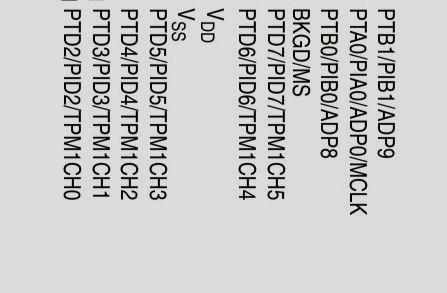 PTB1/PIB1/ADP9
PTA0/PIA0/ADP0/MCLK
PTB0/PIB0/ADP8
BKGD/MS
PTD7/PID7/TPM1CH5
PTD6/PID6/TPM1CH4
VDD
VSS
PTD5/PID5/TPM1CH3
PTD4/PID4/TPM1CH2
PTD3/PID3/TPM1CH1
PTD2/PID2/TPM1CH0